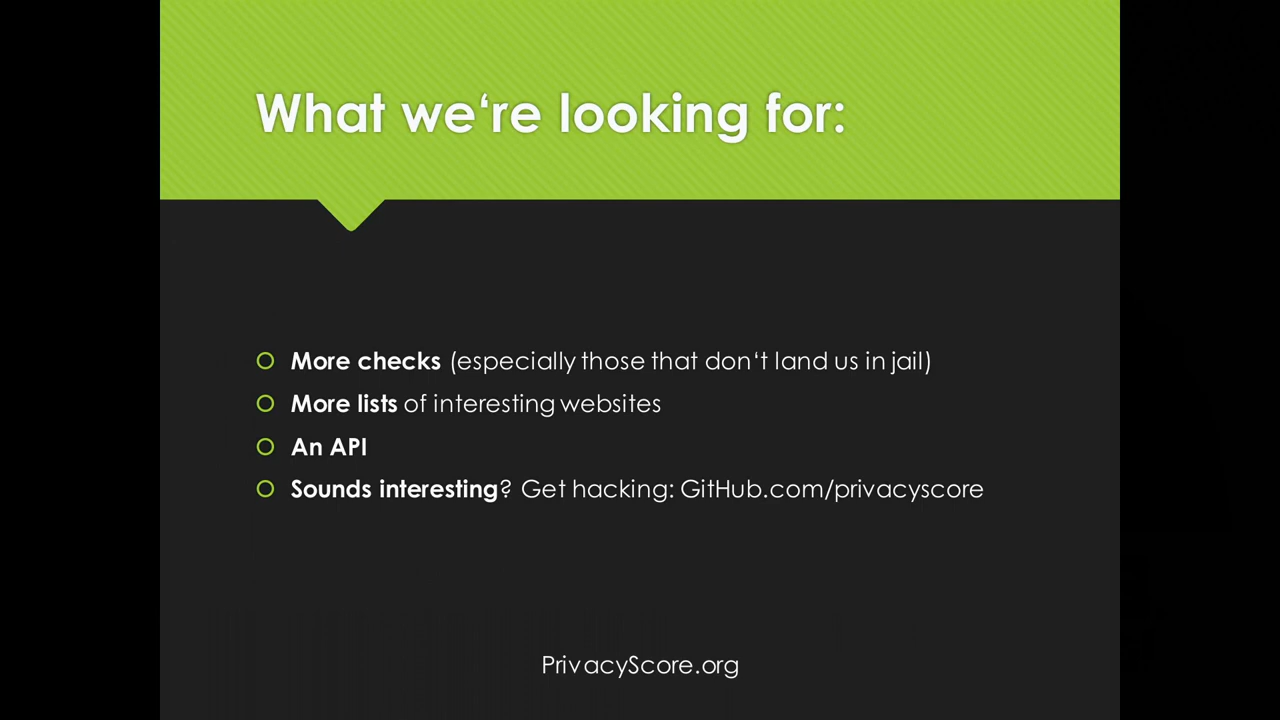 What we‘re looking for:
More checks (especially those that don‘t land us in jail)
More lists of interesting websites
An API
Sounds interesting? Get hacking: GitHub.com/privacyscore
PrivacyScore.org